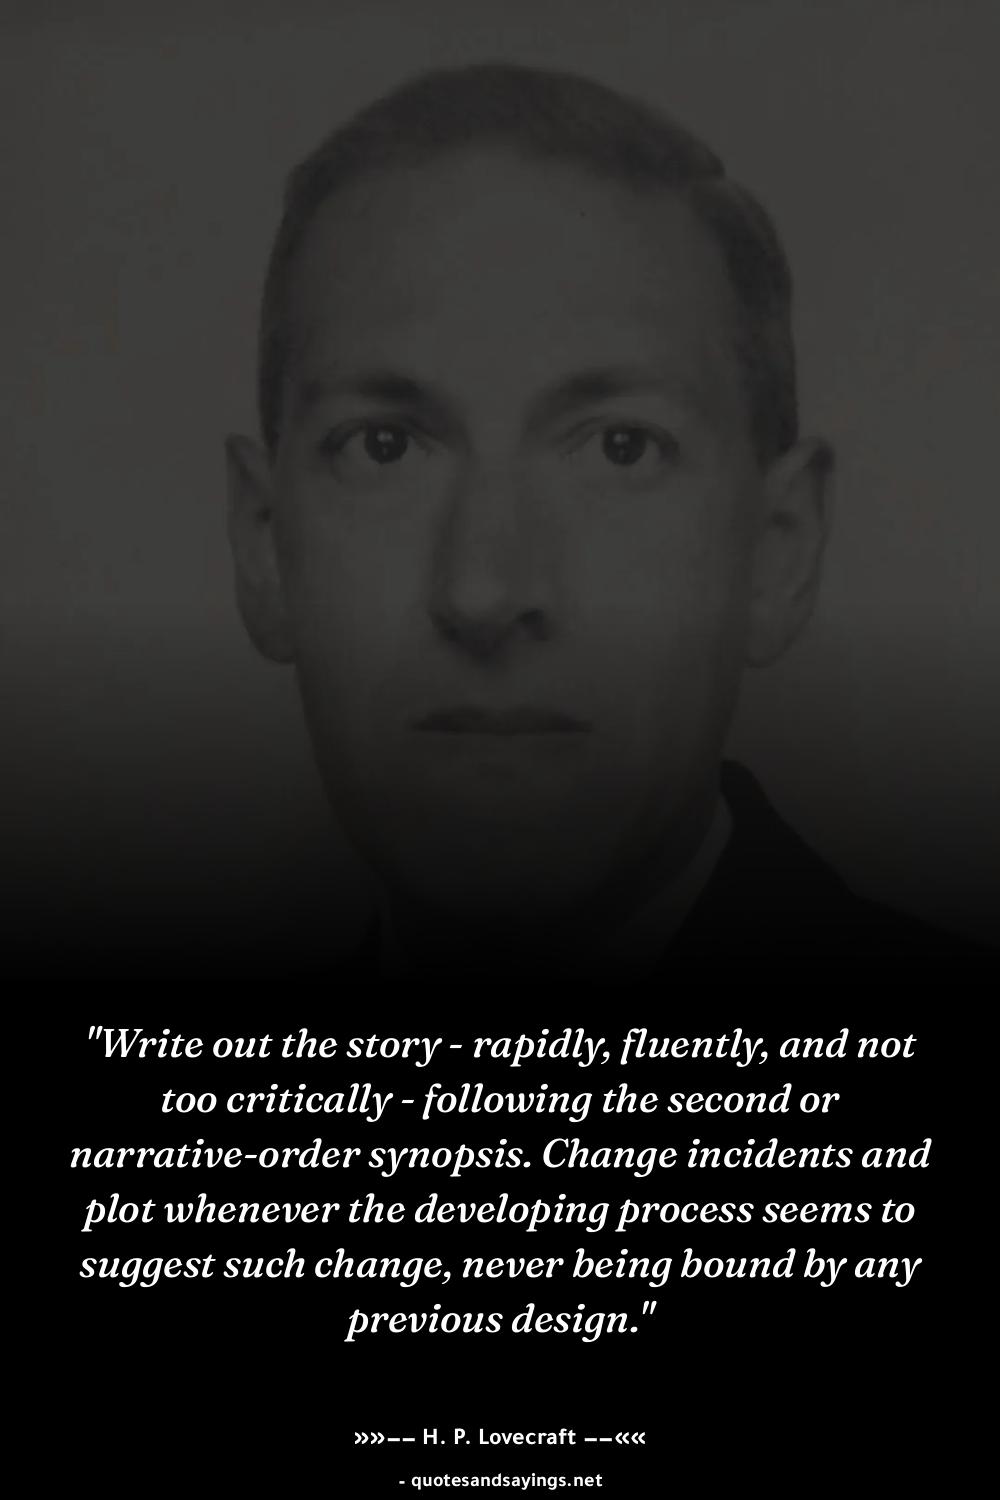 "Write out the story - rapidly, fluently, and not
too critically - following the second or
narrative-order synopsis. Change incidents and
plot whenever the developing process seems to
suggest such change, never being bound by any
previous design."
»»–– H. P. Lovecraft ––««
- quotesandsayings.net